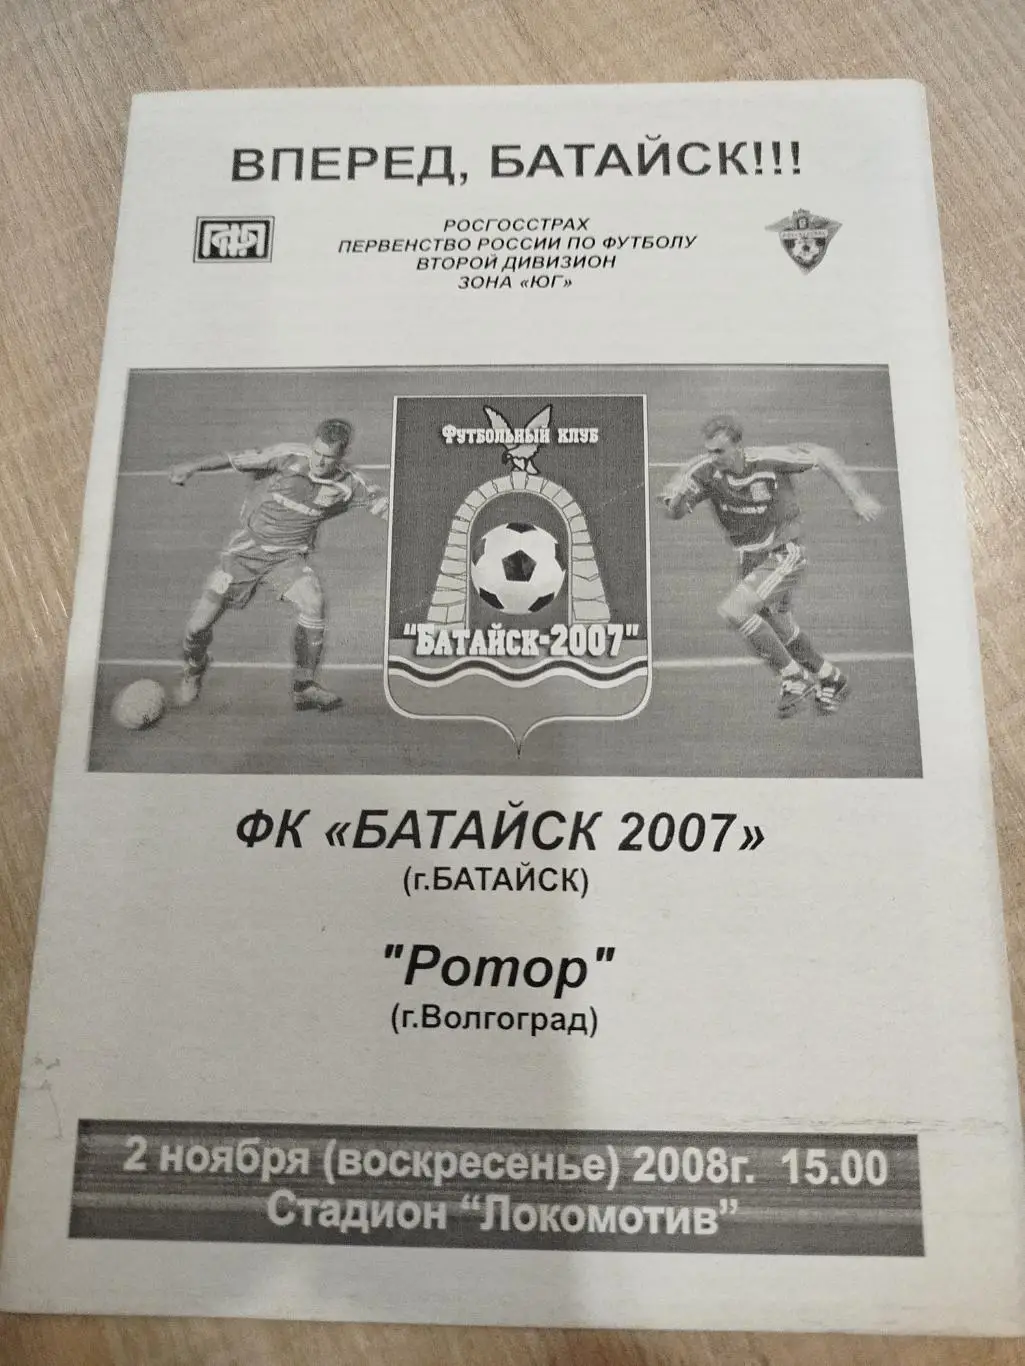 ВПЕРЕД, БАТАЙСК!!!
РОСГОССТРАХ
ПЕРВЕНСТВО РОССИИ ПО ФУТБОЛУ
ВТОРОЙ ДИВИЗИОН
ЗОНА «ЮГ»
ФУТБОЛЬНЫЙ КЛУБ
"БАТАЙСК-2007"
ФК «БАТАЙСК 2007»
(г.БАТАЙСК)
"Ротор"
(г.Волгоград)
2 ноября (воскресенье) 2008г. 15.00
Стадион "Локомотив"